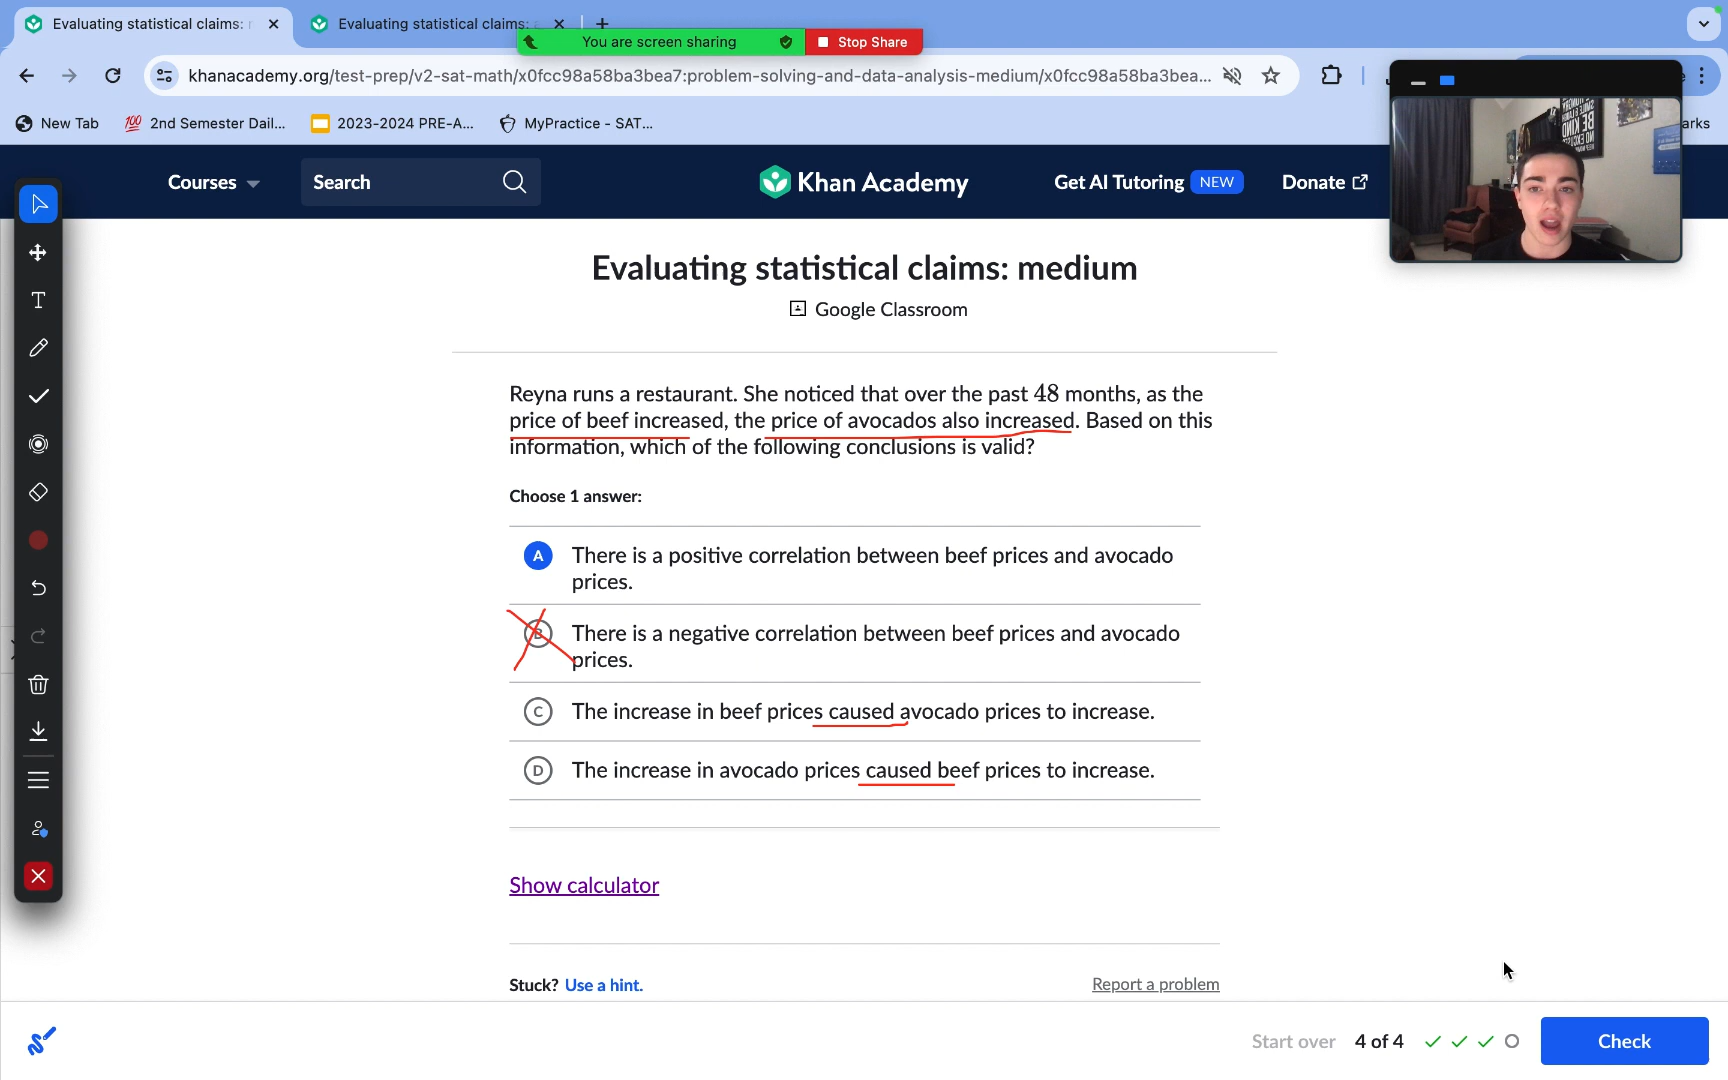 Evaluating statistical claims:
Evaluating statistical claims:
You are screen sharing
Stop Share
khanacademy.org/test-prep/v2-sat-math/x0fcc98a58ba3bea7:problem-solving-and-data-analysis-medium/x0fcc98a58ba3bea...
New Tab
2nd Semester Dail...
2023-2024 PRE-A...
MyPractice - SAT...
arks
Courses
Search
Khan Academy
Get AI Tutoring NEW
Donate
BE KIND
Evaluating statistical claims: medium
Google Classroom
Reyna runs a restaurant. She noticed that over the past 48 months, as the
price of beef increased, the price of avocados also increased. Based on this
information, which of the following conclusions is valid?
Choose 1 answer:
A There is a positive correlation between beef prices and avocado
prices.
B There is a negative correlation between beef prices and avocado
prices.
C The increase in beef prices caused avocado prices to increase.
D The increase in avocado prices caused beef prices to increase.
Show calculator
Stuck? Use a hint.
Report a problem
Start over
4 of 4
Check